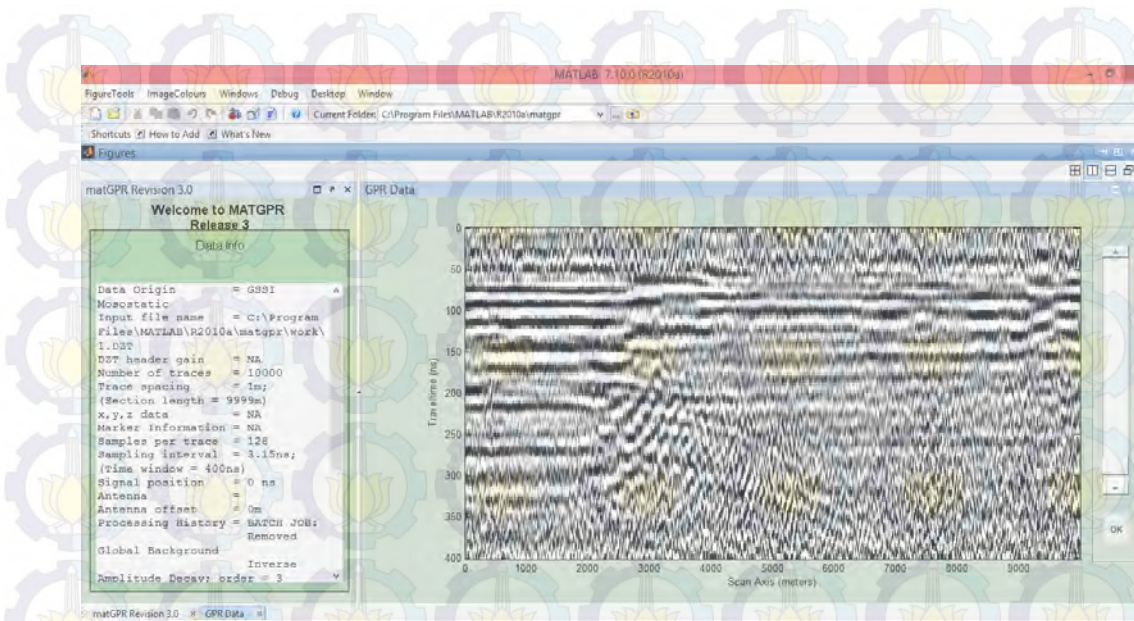 MATLAB 7.10.0 (R2010a)
FigureTools ImageColours Windows Debug Desktop Window
Current Folder: C:\Program Files\MATLAB\R2010a\matgpr
Shortcuts How to Add What's New
Figures
matGPR Revision 3.0
Welcome to MATGPR
Release 3
Data Info
Data Origin = GSSI
Monostatic
Input file name = C:\Program
Files\MATLAB\R2010a\matgpr\work\
1.DZT
DZT header gain = NA
Number of traces = 10000
Trace spacing = 1m;
(Section length = 9999m)
x,y,z data = NA
Marker Information = NA
Samples per trace = 128
Sampling interval = 3.15ns;
(Time window = 400ns)
Signal position = 0 ns
Antenna =
Antenna offset = 0m
Processing History = BATCH JOB:
Removed
Global Background
Inverse
Amplitude Decay; order = 3
GPR Data
0
50
100
150
200
250
300
350
400
Traveltime (ns)
0 1000 2000 3000 4000 5000 6000 7000 8000 9000
Scan Axis (meters)
OK
matGPR Revision 3.0 GPR Data